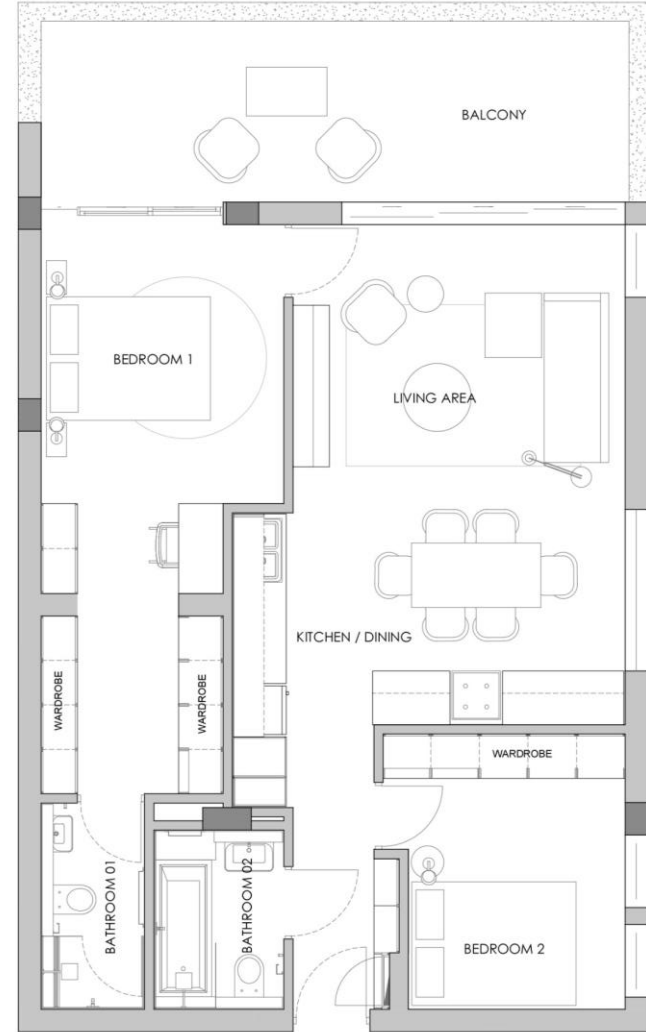 BALCONY
BEDROOM 1
LIVING AREA
KITCHEN / DINING
WARDROBE
WARDROBE
WARDROBE
BATHROOM 01
BATHROOM 02
BEDROOM 2